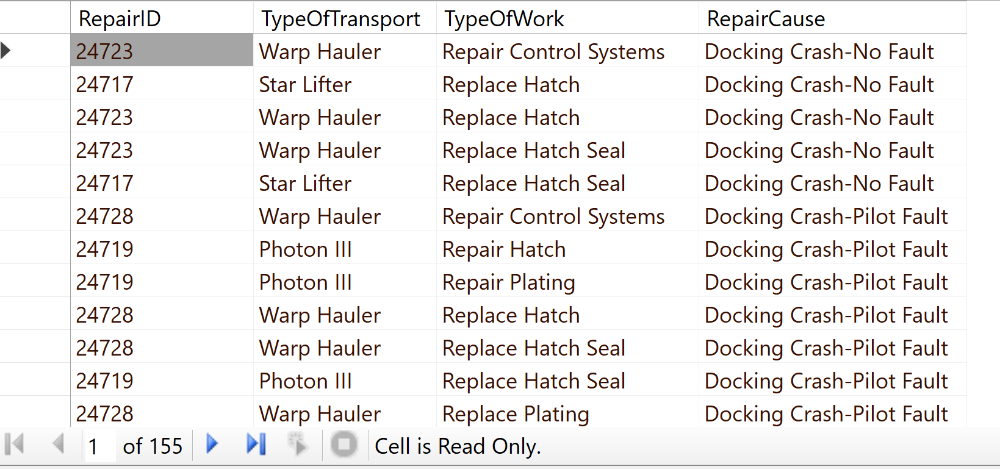 RepairID TypeOfTransport TypeOfWork RepairCause
24723 Warp Hauler Repair Control Systems Docking Crash-No Fault
24717 Star Lifter Replace Hatch Docking Crash-No Fault
24723 Warp Hauler Replace Hatch Docking Crash-No Fault
24723 Warp Hauler Replace Hatch Seal Docking Crash-No Fault
24717 Star Lifter Replace Hatch Seal Docking Crash-No Fault
24728 Warp Hauler Repair Control Systems Docking Crash-Pilot Fault
24719 Photon III Repair Hatch Docking Crash-Pilot Fault
24719 Photon III Repair Plating Docking Crash-Pilot Fault
24728 Warp Hauler Replace Hatch Docking Crash-Pilot Fault
24728 Warp Hauler Replace Hatch Seal Docking Crash-Pilot Fault
24719 Photon III Replace Hatch Seal Docking Crash-Pilot Fault
24728 Warp Hauler Replace Plating Docking Crash-Pilot Fault
1 of 155 Cell is Read Only.